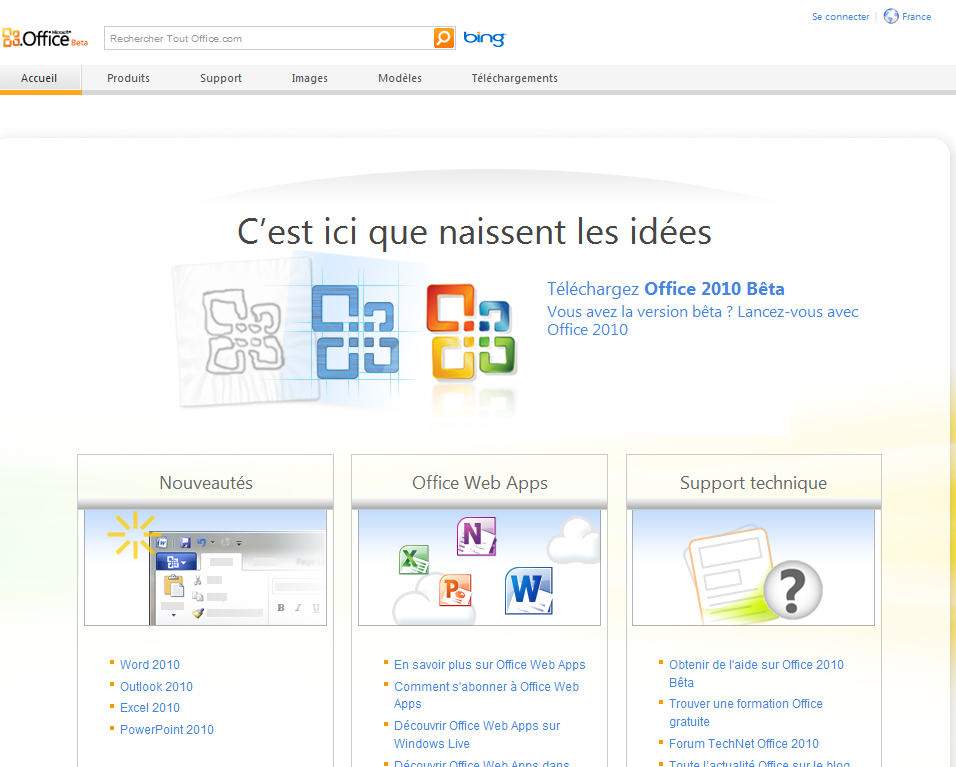 Se connecter | France
Microsoft
Office Beta
Rechercher Tout Office.com
bing
Accueil
Produits
Support
Images
Modèles
Téléchargements
C'est ici que naissent les idées
Téléchargez Office 2010 Bêta
Vous avez la version bêta ? Lancez-vous avec
Office 2010
Nouveautés
W
B I U
Word 2010
Outlook 2010
Excel 2010
PowerPoint 2010
Office Web Apps
N
X
P
W
En savoir plus sur Office Web Apps
Comment s'abonner à Office Web
Apps
Découvrir Office Web Apps sur
Windows Live
Découvrir Office Web Apps dans
Support technique
?
Obtenir de l'aide sur Office 2010
Bêta
Trouver une formation Office
gratuite
Forum TechNet Office 2010
Toute l'actualité Office sur le blog